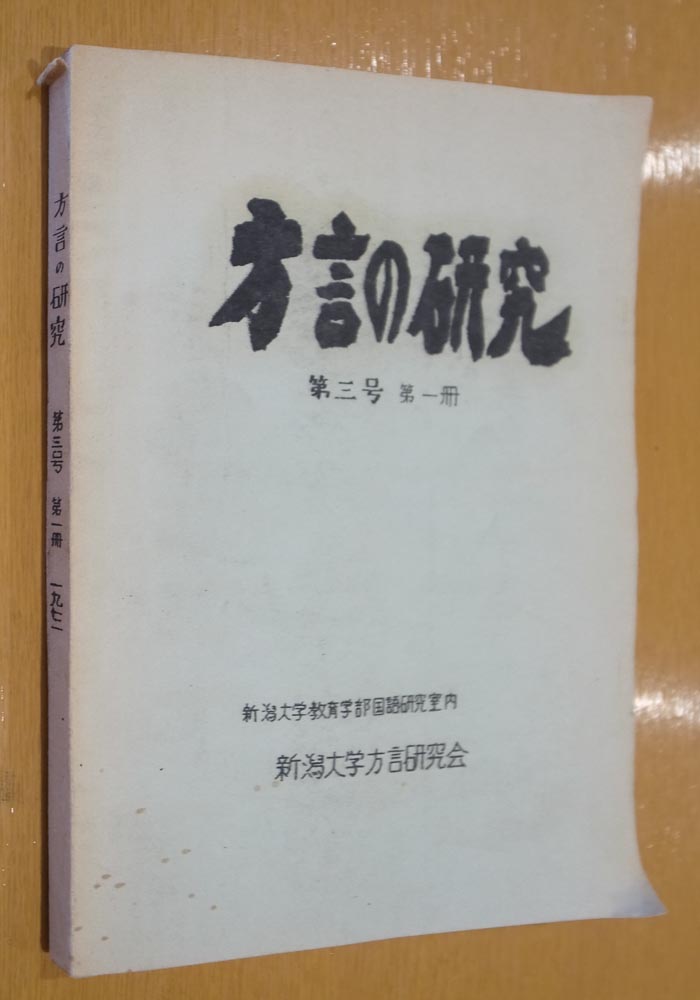 方言の研究
第三号 第一冊
新潟大学教育学部国語研究室内
新潟大学方言研究会
方言の研究 第三号 第一冊 一九七一